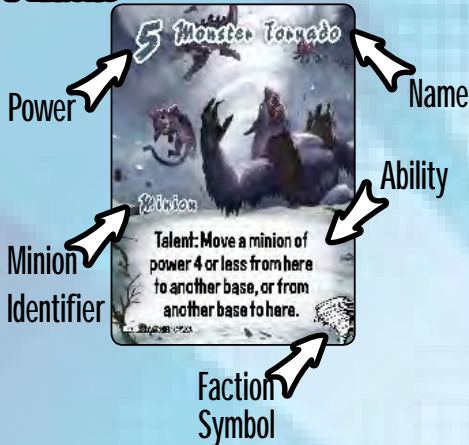 5 Monster Tornado
Power
Name
Ability
Minion
Minion
Identifier
Talent: Move a minion of
power 4 or less from here
to another base, or from
another base to here.
Faction
Symbol